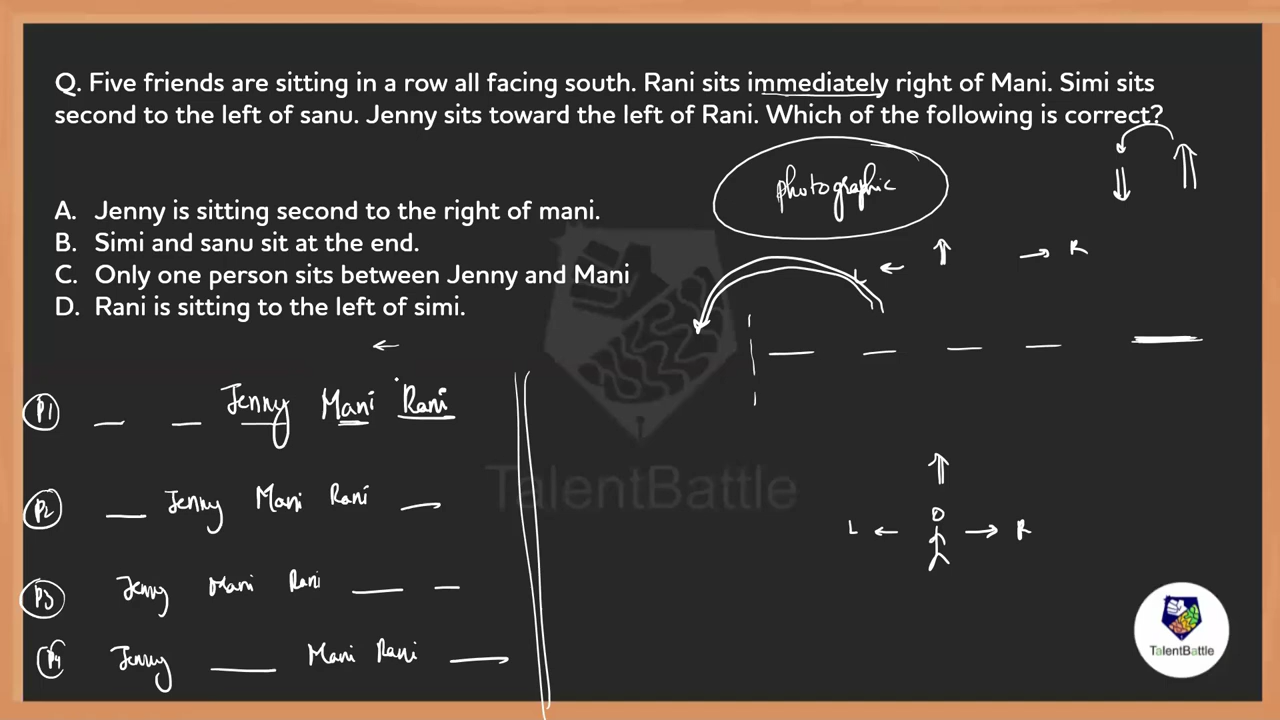 Q. Five friends are sitting in a row all facing south. Rani sits immediately right of Mani. Simi sits
second to the left of sanu. Jenny sits toward the left of Rani. Which of the following is correct?
photographic
A. Jenny is sitting second to the right of mani.
B. Simi and sanu sit at the end.
C. Only one person sits between Jenny and Mani
D. Rani is sitting to the left of simi.
L R
P1 Jenny Mani Rani
P2 Jenny Mani Rani
TalentBattle
L R
P3 Jenny Mani Rani
P4 Jenny Mani Rani
TalentBattle